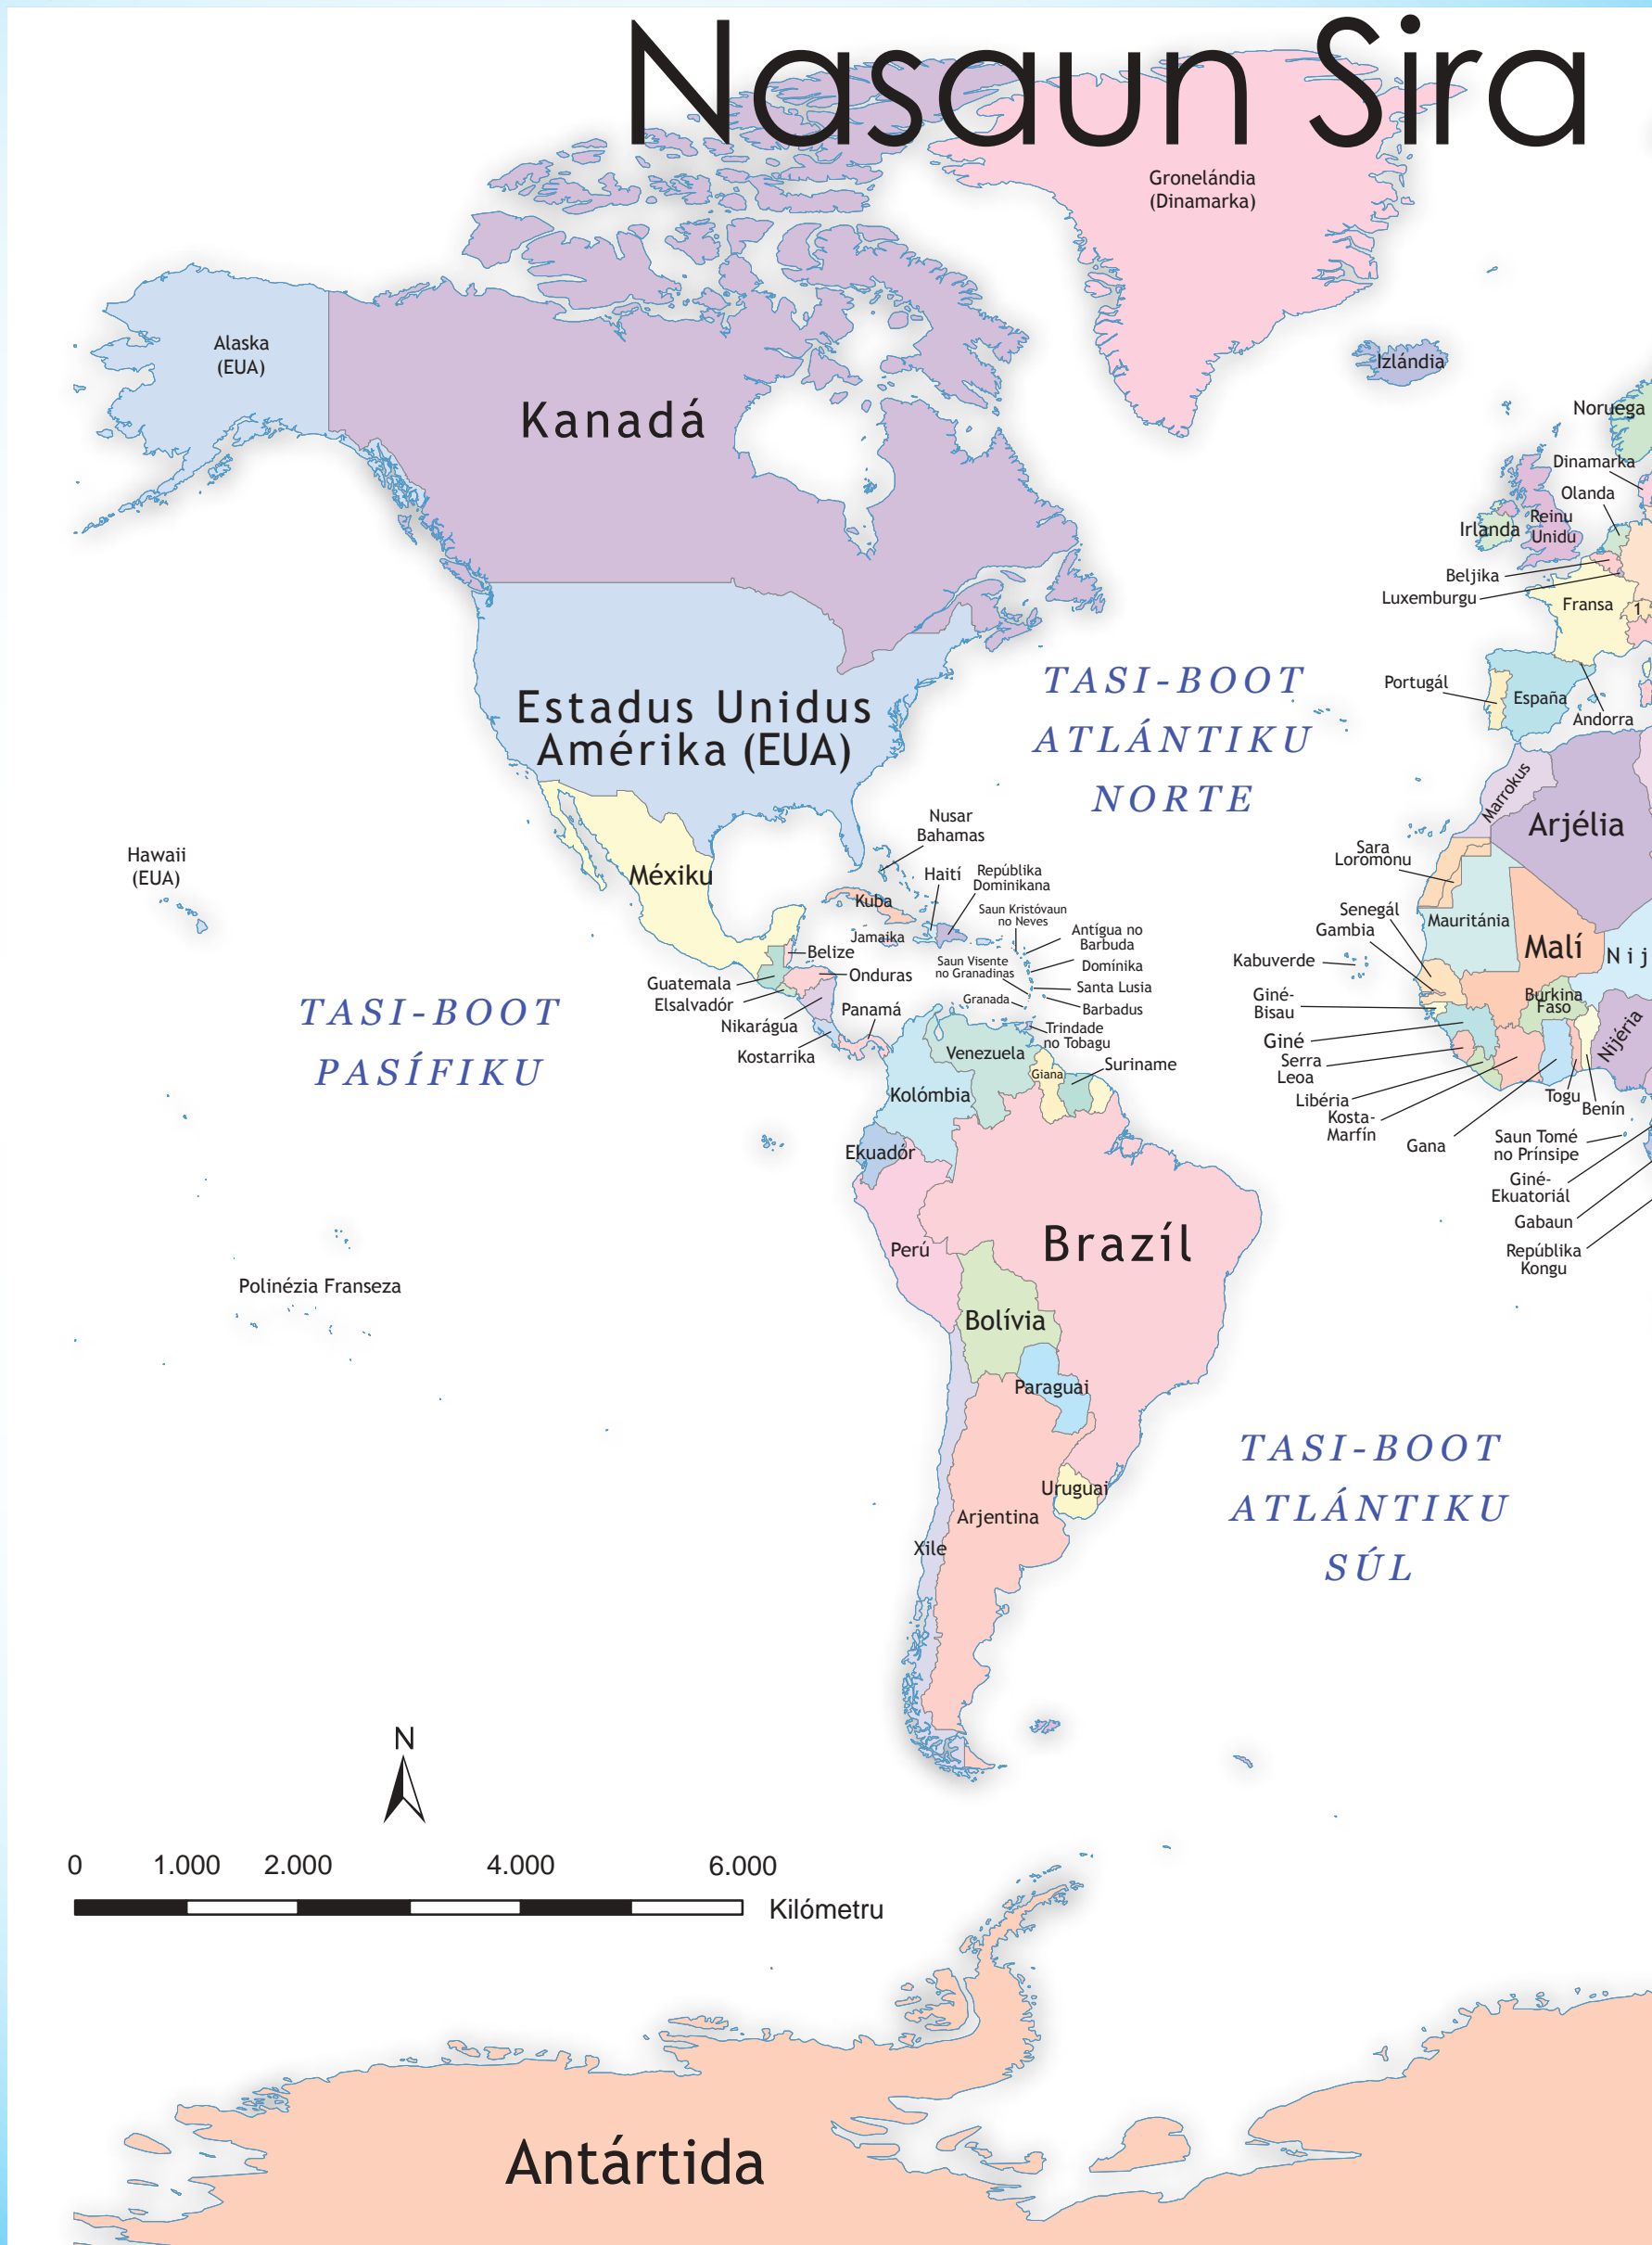 Nasaun Sira
Gronelándia
(Dinamarka)
Alaska
(EUA)
Izlándia
Kanadá
Noruega
Dinamarka
Olanda
Irlanda
Reinu
Unidu
Beljika
Luxemburgu
Fransa
1
Estadus Unidus
Amérika (EUA)
TASI-BOOT
ATLÁNTIKU
NORTE
Portugál
España
Andorra
Marrokus
Arjélia
Hawaii
(EUA)
Méxiku
Nusar
Bahamas
Kuba
Haití
Repúblika
Dominikana
Jamaika
Saun Kristóvaun
no Neves
Antígua no
Barbuda
Saun Visente
no Granadinas
Domínika
Santa Lusia
Granada
Barbadus
Trindade
no Tobagu
Belize
Guatemala
Onduras
Elsalvadór
Nikarágua
Panamá
Kostarrika
Sara
Loromonu
Mauritánia
Senegál
Gambia
Malí
Nij
Kabuverde
Giné-
Bisau
Burkina
Faso
Nijéria
Giné
Serra
Leoa
Libéria
Kosta-
Marfín
Gana
Togu
Benín
Saun Tomé
no Prínsipe
Giné-
Ekuatoriál
Gabaun
Repúblika
Kongu
TASI-BOOT
PASÍFIKU
Venezuela
Giana
Suriname
Kolómbia
Ekuadór
Perú
Brazíl
Polinézia Franseza
Bolívia
Paraguai
Uruguai
Arjentina
Xile
TASI-BOOT
ATLÁNTIKU
SÚL
N
0 1.000 2.000 4.000 6.000
Kilómetru
Antártida